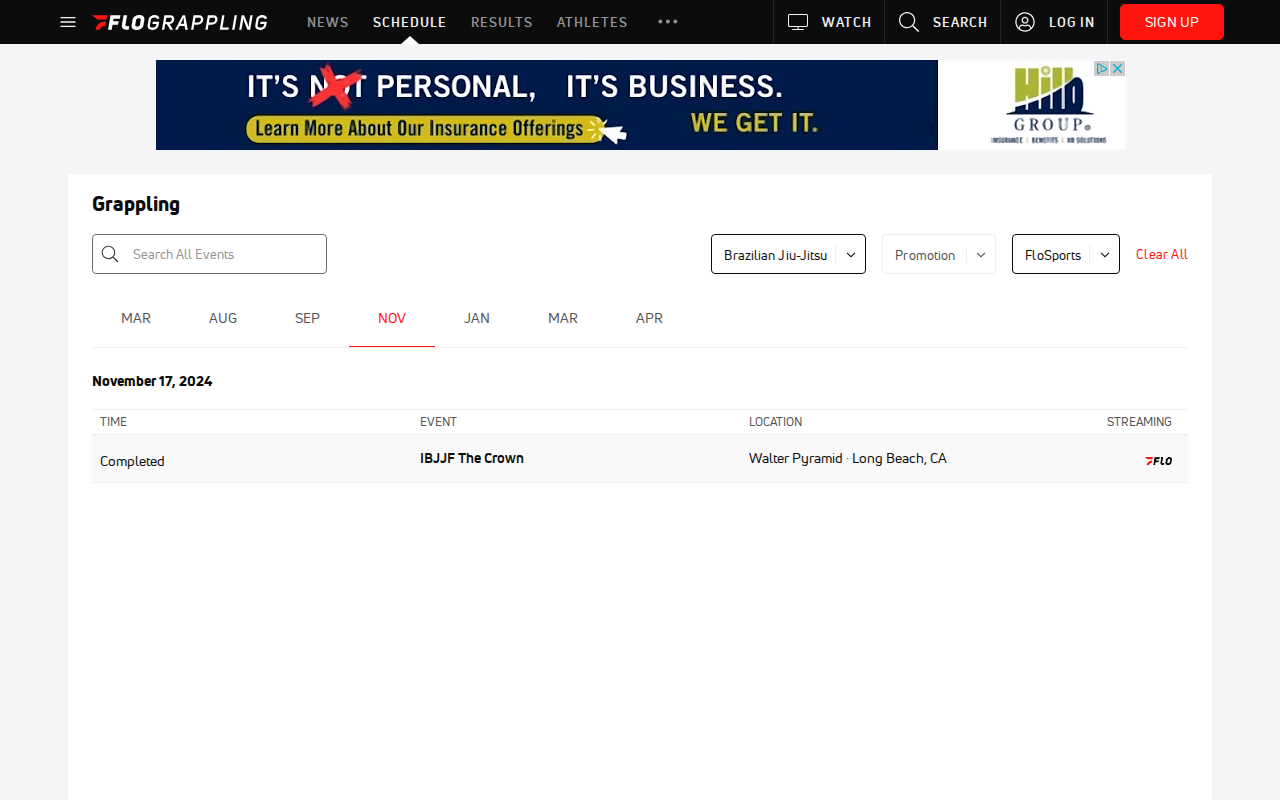 FLOGRAPPLING NEWS SCHEDULE RESULTS ATHLETES WATCH SEARCH LOG IN SIGN UP
IT'S NOT PERSONAL, IT'S BUSINESS.
Learn More About Our Insurance Offerings WE GET IT.
Hill
GROUP
INSURANCE | BENEFITS | HR SOLUTIONS
Grappling
Search All Events Brazilian Jiu-Jitsu Promotion FloSports Clear All
MAR AUG SEP NOV JAN MAR APR
November 17, 2024
TIME EVENT LOCATION STREAMING
Completed IBJJF The Crown Walter Pyramid · Long Beach, CA FLO